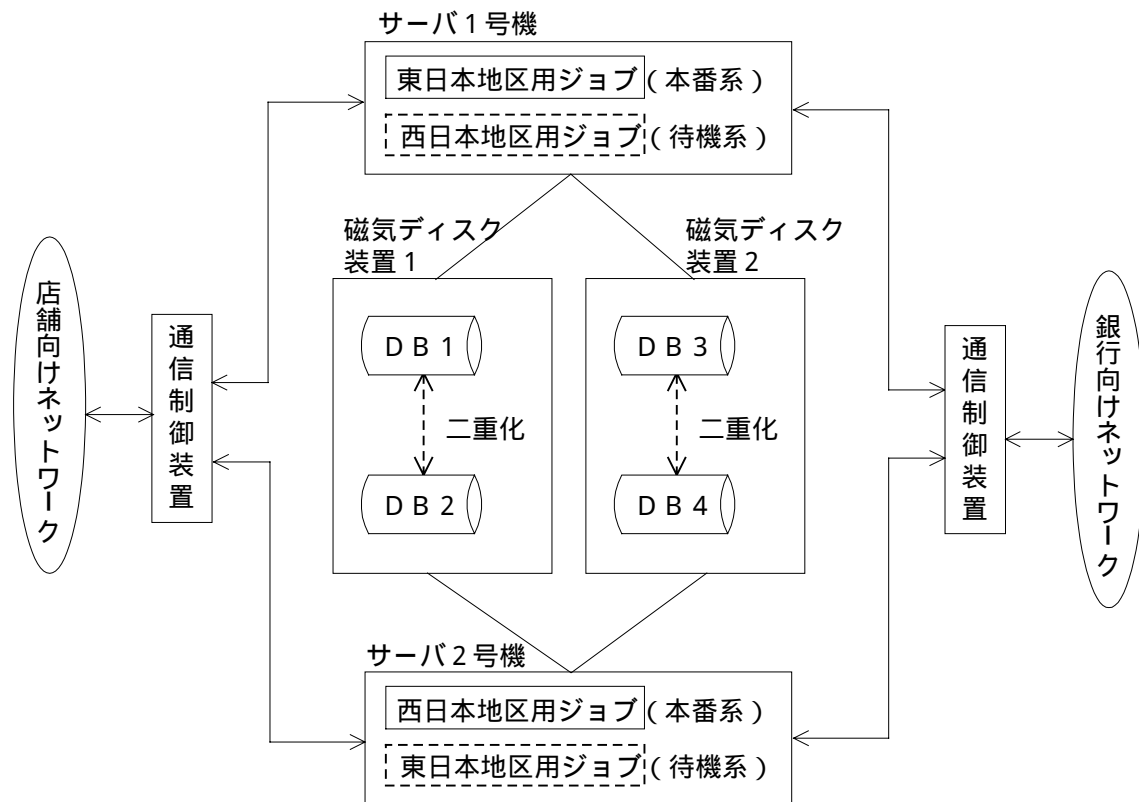 サーバ1号機
東日本地区用ジョブ(本番系)
西日本地区用ジョブ(待機系)
磁気ディスク
装置1
磁気ディスク
装置2
店舗向けネットワーク
通信制御装置
DB1
二重化
DB2
DB3
二重化
DB4
通信制御装置
銀行向けネットワーク
サーバ2号機
西日本地区用ジョブ(本番系)
東日本地区用ジョブ(待機系)